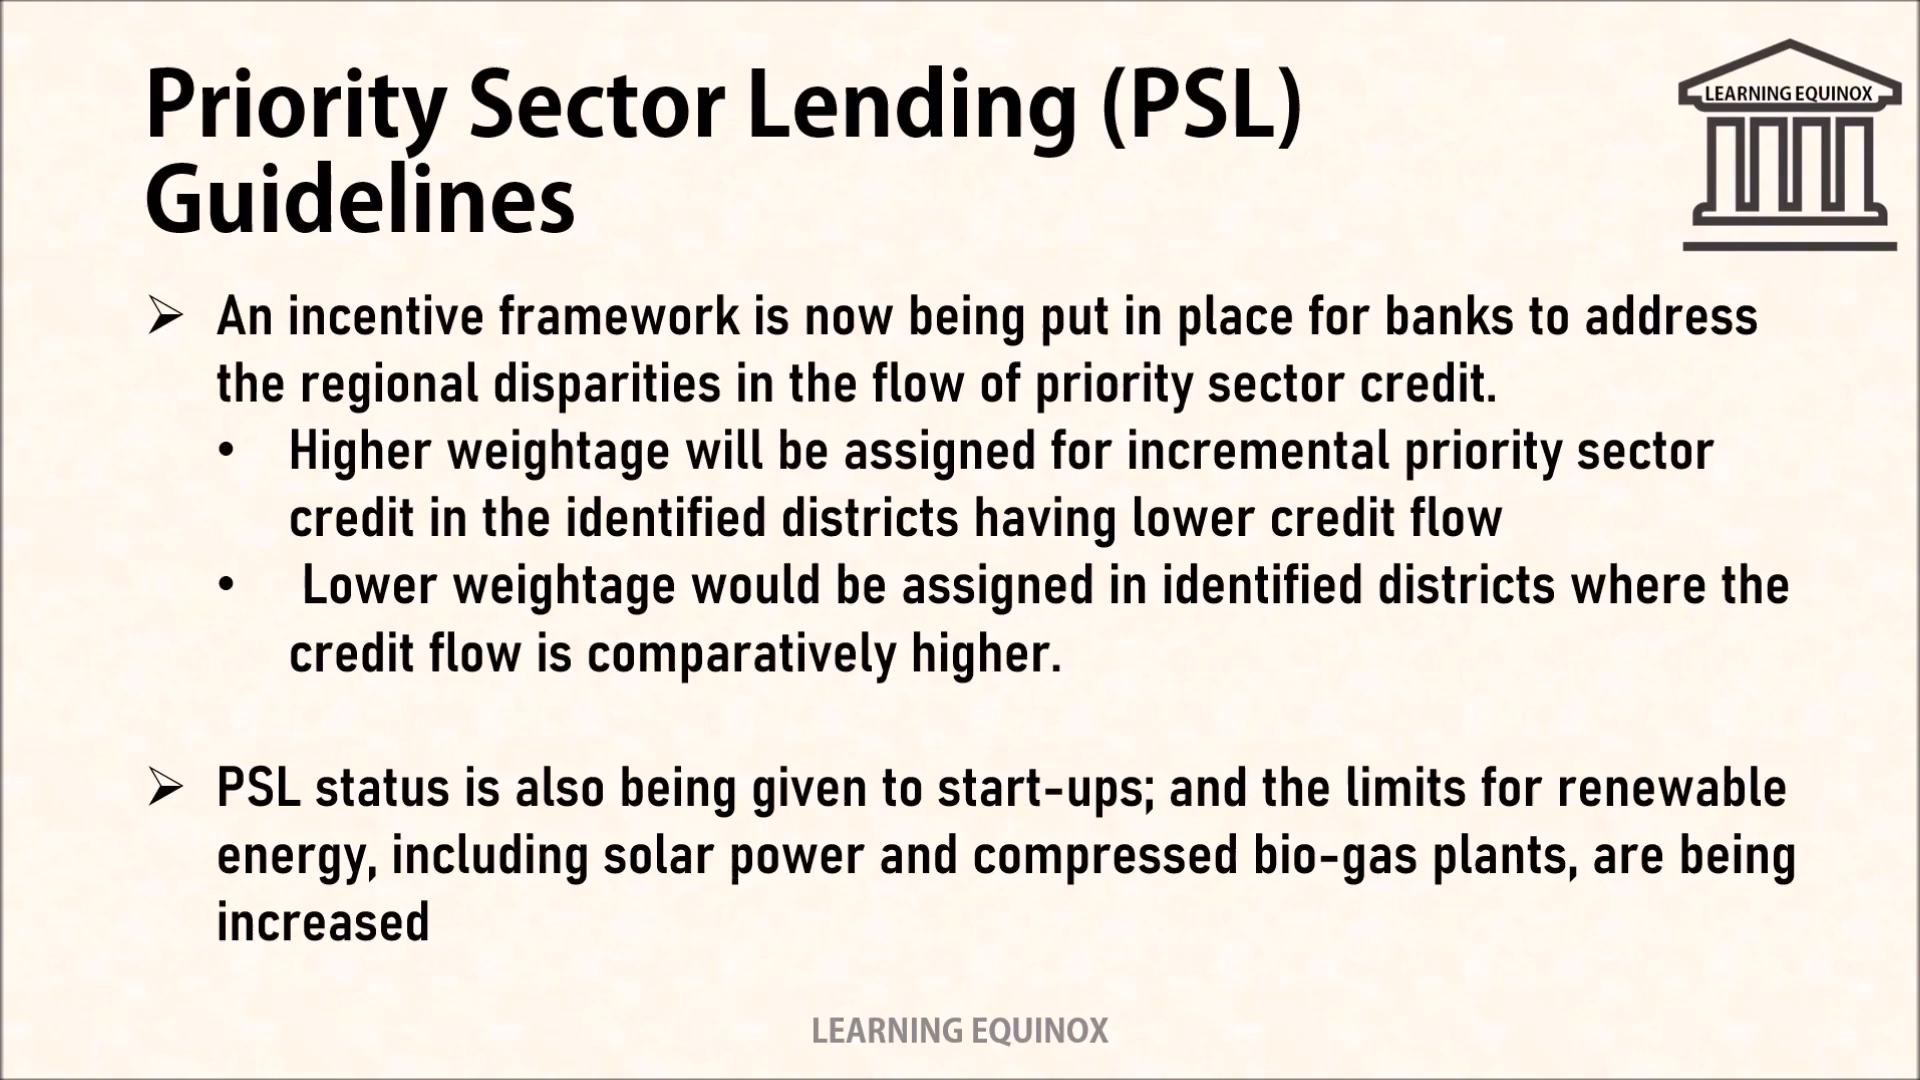 Priority Sector Lending (PSL)
Guidelines
LEARNING EQUINOX
➢ An incentive framework is now being put in place for banks to address
the regional disparities in the flow of priority sector credit.
• Higher weightage will be assigned for incremental priority sector
credit in the identified districts having lower credit flow
• Lower weightage would be assigned in identified districts where the
credit flow is comparatively higher.
➢ PSL status is also being given to start-ups; and the limits for renewable
energy, including solar power and compressed bio-gas plants, are being
increased
LEARNING EQUINOX